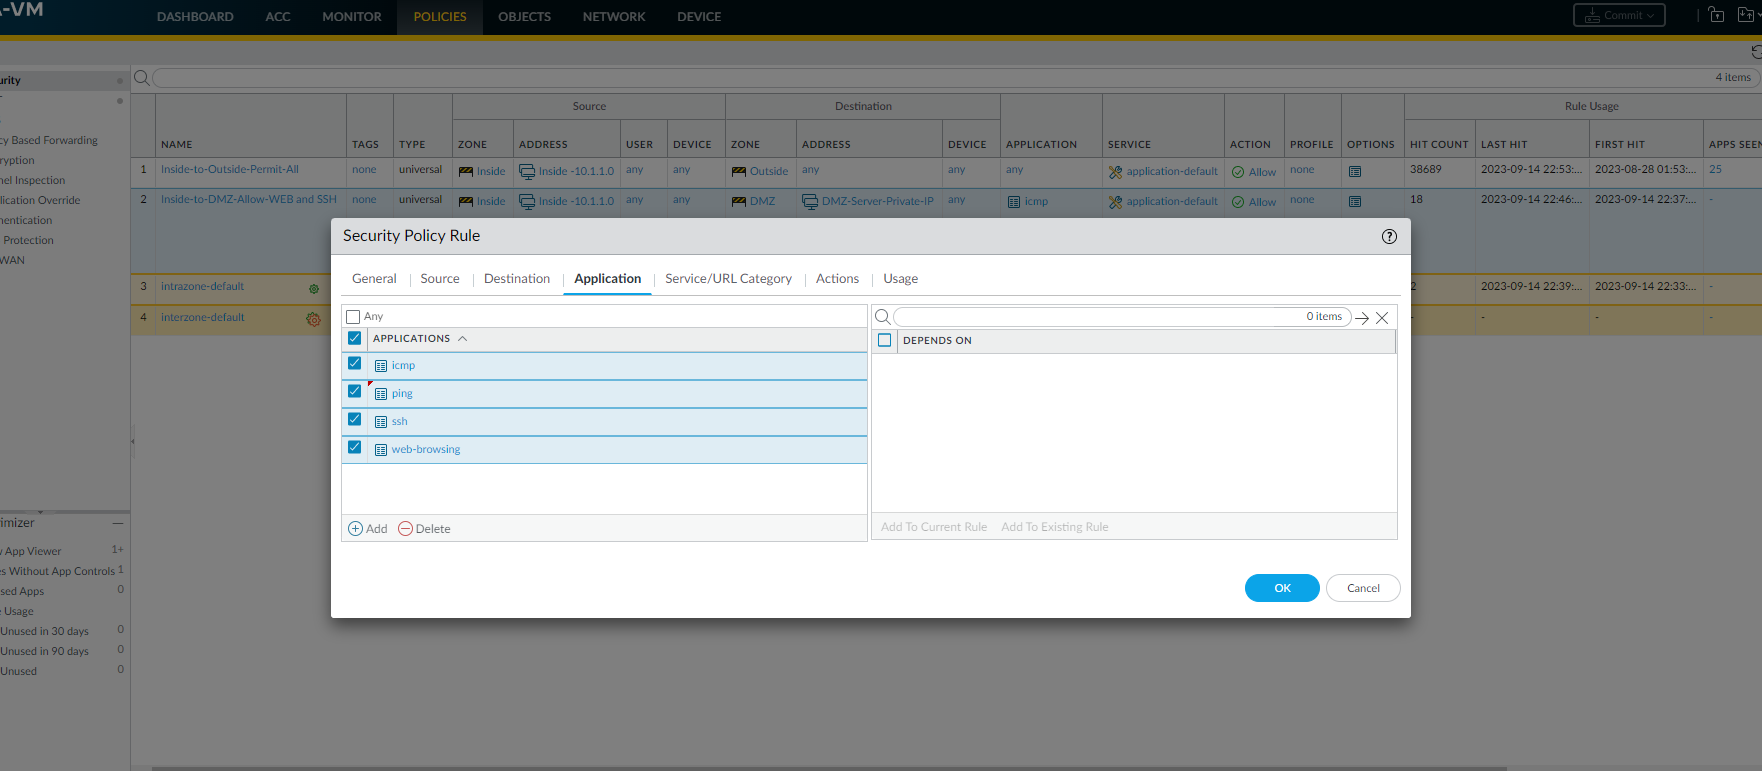 A-VM
DASHBOARD ACC MONITOR POLICIES OBJECTS NETWORK DEVICE Commit
4 items
urity
cy Based Forwarding
ryption
nel Inspection
lication Override
hentication
Protection
WAN
Source Destination Rule Usage
NAME TAGS TYPE ZONE ADDRESS USER DEVICE ZONE ADDRESS DEVICE APPLICATION SERVICE ACTION PROFILE OPTIONS HIT COUNT LAST HIT FIRST HIT APPS SEEN
1 Inside-to-Outside-Permit-All none universal Inside Inside -10.1.1.0 any any Outside any any any application-default Allow none 38689 2023-09-14 22:53:... 2023-08-28 01:53:... 25
2 Inside-to-DMZ-Allow-WEB and SSH none universal Inside Inside -10.1.1.0 any any DMZ DMZ-Server-Private-IP any icmp application-default Allow none 18 2023-09-14 22:46:... 2023-09-14 22:37:... -
3 intrazone-default 2 2023-09-14 22:39:... 2023-09-14 22:33:... -
4 interzone-default - - - -
Security Policy Rule
General Source Destination Application Service/URL Category Actions Usage
Any
APPLICATIONS
icmp
ping
ssh
web-browsing
Add Delete
0 items
DEPENDS ON
Add To Current Rule Add To Existing Rule
OK Cancel
imizer
v App Viewer 1+
es Without App Controls 1
sed Apps 0
e Usage
Unused in 30 days 0
Unused in 90 days 0
Unused 0